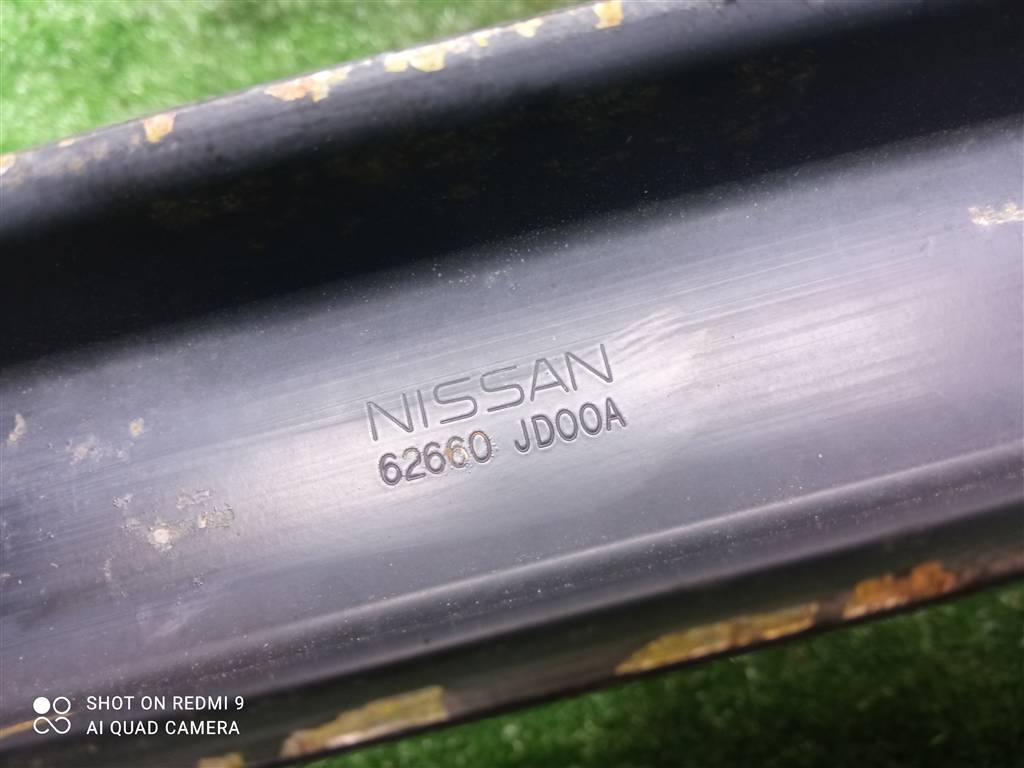 NISSAN
62660 JD00A
SHOT ON REDMI 9
AI QUAD CAMERA